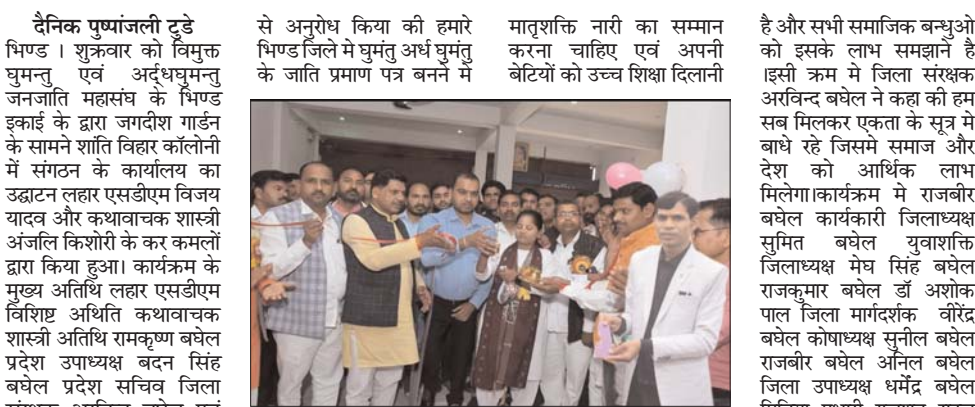 दैनिक पुष्पांजली टुडे
भिण्ड । शुक्रवार को विमुक्त
घुमन्तु एवं अर्द्धघुमन्तु
जनजाति महासंघ के भिण्ड
इकाई के द्वारा जगदीश गार्डन
के सामने शांति विहार कॉलोनी
में संगठन के कार्यालय का
उद्घाटन लहार एसडीएम विजय
यादव और कथावाचक शास्त्री
अंजलि किशोरी के कर कमलों
द्वारा किया हुआ। कार्यक्रम के
मुख्य अतिथि लहार एसडीएम
विशिष्ट अथिति कथावाचक
शास्त्री अतिथि रामकृष्ण बघेल
प्रदेश उपाध्यक्ष बदन सिंह
बघेल प्रदेश सचिव जिला
से अनुरोध किया की हमारे
भिण्ड जिले मे घुमंतु अर्ध घुमंतु
के जाति प्रमाण पत्र बनने मे
मातृशक्ति नारी का सम्मान
करना चाहिए एवं अपनी
बेटियों को उच्च शिक्षा दिलानी
है और सभी समाजिक बन्धुओ
को इसके लाभ समझाने है
।इसी क्रम मे जिला संरक्षक
अरविन्द बघेल ने कहा की हम
सब मिलकर एकता के सूत्र मे
बाधे रहे जिसमे समाज और
देश को आर्थिक लाभ
मिलेगा।कार्यक्रम मे राजबीर
बघेल कार्यकारी जिलाध्यक्ष
सुमित बघेल युवाशक्ति
जिलाध्यक्ष मेघ सिंह बघेल
राजकुमार बघेल डॉ अशोक
पाल जिला मार्गदर्शक वीरेंद्र
बघेल कोषाध्यक्ष सुनील बघेल
राजबीर बघेल अनिल बघेल
जिला उपाध्यक्ष धर्मेंद्र बघेल